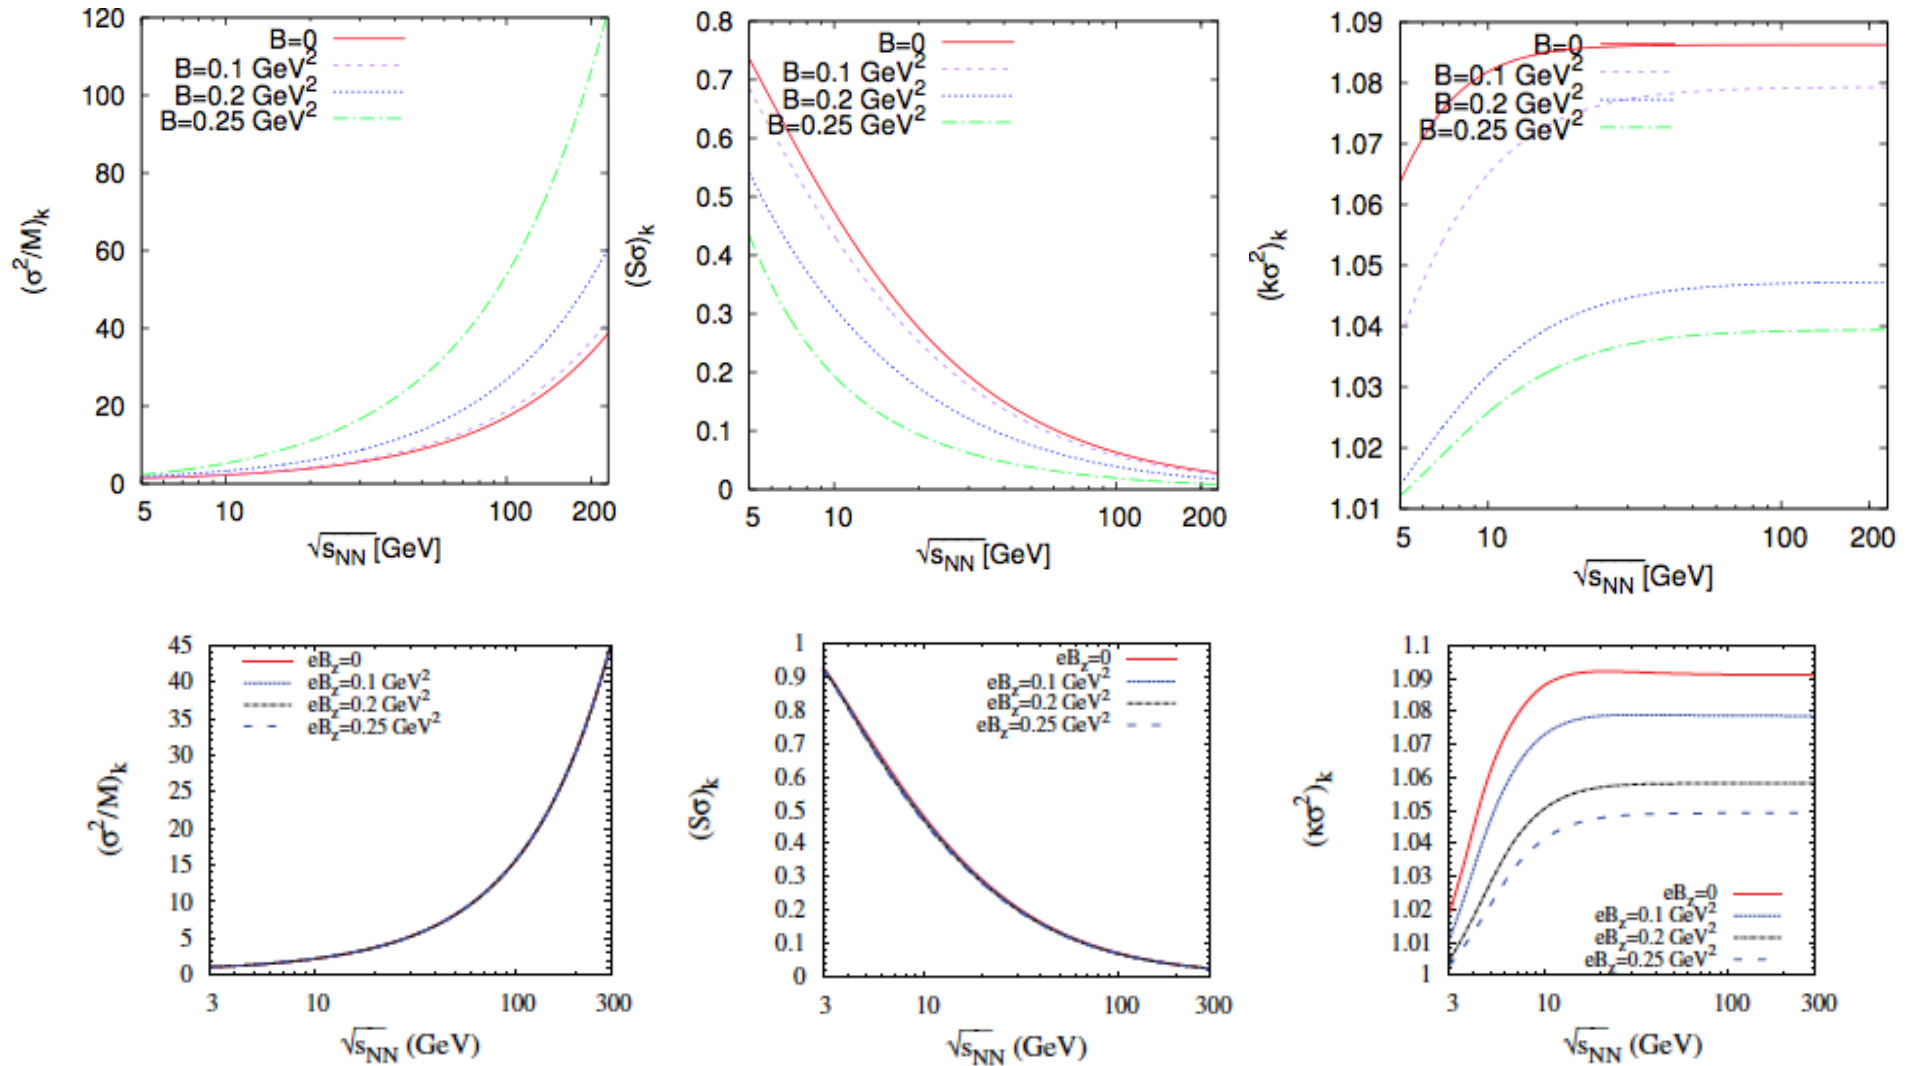 120
100
80
60
40
20
0
B=0
B=0.1 GeV²
B=0.2 GeV²
B=0.25 GeV²
(σ²/M)ₖ
5 10 100 200
√sNN [GeV]
0.8
0.7
0.6
0.5
0.4
0.3
0.2
0.1
0
B=0
B=0.1 GeV²
B=0.2 GeV²
B=0.25 GeV²
(Sσ)ₖ
5 10 100 200
√sNN [GeV]
1.09
1.08
1.07
1.06
1.05
1.04
1.03
1.02
1.01
B=0
B=0.1 GeV²
B=0.2 GeV²
B=0.25 GeV²
(kσ²)ₖ
5 10 100 200
√sNN [GeV]
45
40
35
30
25
20
15
10
5
0
eBz=0
eBz=0.1 GeV²
eBz=0.2 GeV²
eBz=0.25 GeV²
(σ²/M)ₖ
3 10 100 300
√sNN (GeV)
1
0.9
0.8
0.7
0.6
0.5
0.4
0.3
0.2
0.1
0
eBz=0
eBz=0.1 GeV²
eBz=0.2 GeV²
eBz=0.25 GeV²
(Sσ)ₖ
3 10 100 300
√sNN (GeV)
1.1
1.09
1.08
1.07
1.06
1.05
1.04
1.03
1.02
1.01
1
eBz=0
eBz=0.1 GeV²
eBz=0.2 GeV²
eBz=0.25 GeV²
(κσ²)ₖ
3 10 100 300
√sNN (GeV)